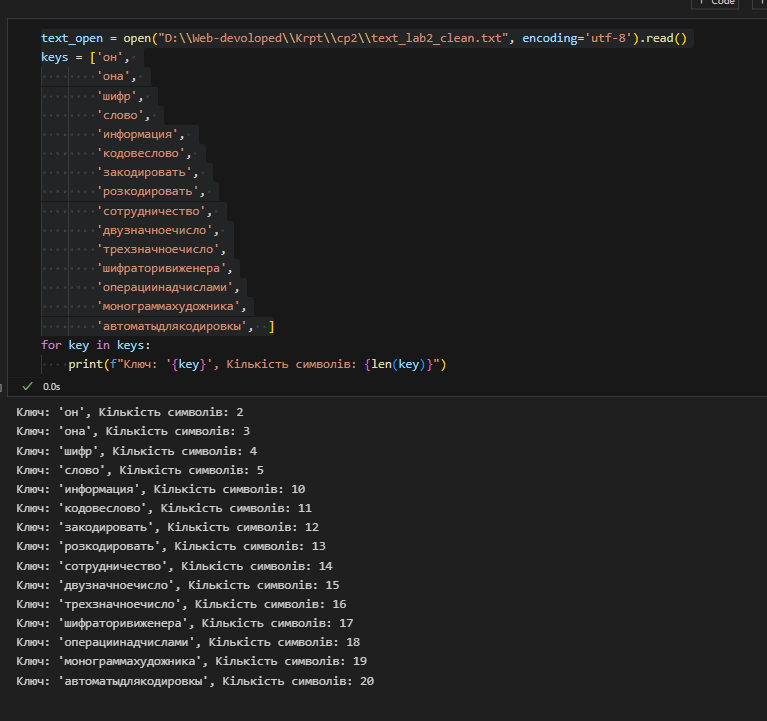 Code
text_open = open("D:\\Web-devoloped\\Krpt\\cp2\\text_lab2_clean.txt", encoding='utf-8').read()
keys = ['он',
'она',
'шифр',
'слово',
'информация',
'кодовеслово',
'закодировать',
'розкодировать',
'сотрудничество',
'двузначноечисло',
'трехзначноечисло',
'шифраторивиженера',
'операциинадчислами',
'монограммахудожника',
'автоматыдлякодировкы', ]
for key in keys:
print(f"Ключ: '{key}', Кількість символів: {len(key)}")
0.0s
Ключ: 'он', Кількість символів: 2
Ключ: 'она', Кількість символів: 3
Ключ: 'шифр', Кількість символів: 4
Ключ: 'слово', Кількість символів: 5
Ключ: 'информация', Кількість символів: 10
Ключ: 'кодовеслово', Кількість символів: 11
Ключ: 'закодировать', Кількість символів: 12
Ключ: 'розкодировать', Кількість символів: 13
Ключ: 'сотрудничество', Кількість символів: 14
Ключ: 'двузначноечисло', Кількість символів: 15
Ключ: 'трехзначноечисло', Кількість символів: 16
Ключ: 'шифраторивиженера', Кількість символів: 17
Ключ: 'операциинадчислами', Кількість символів: 18
Ключ: 'монограммахудожника', Кількість символів: 19
Ключ: 'автоматыдлякодировкы', Кількість символів: 20